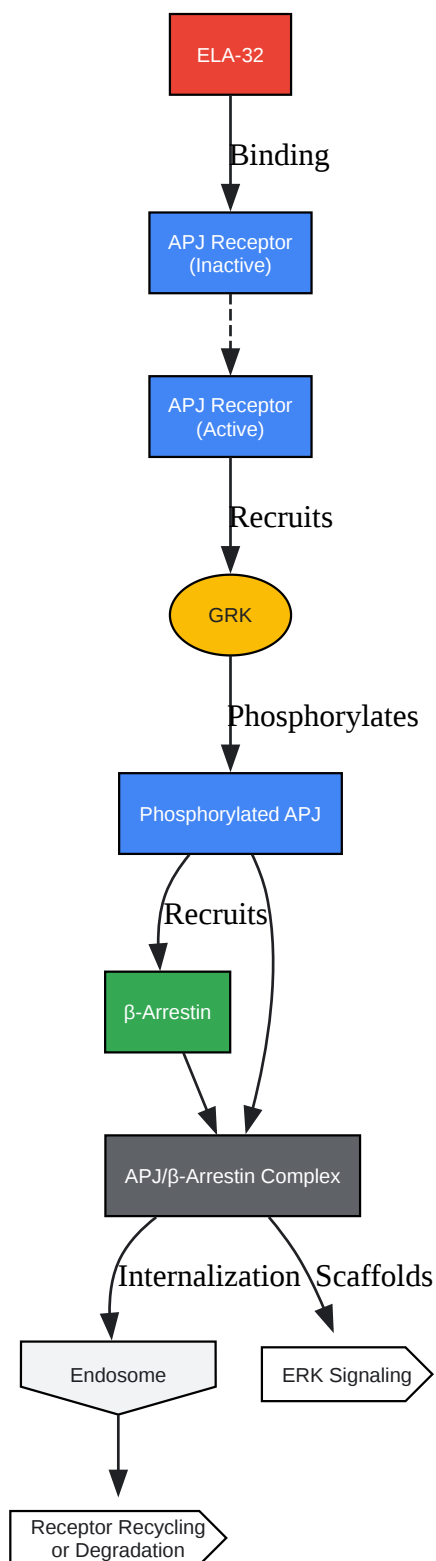 ELA-32
Binding
APJ Receptor
(Inactive)
APJ Receptor
(Active)
Recruits
GRK
Phosphorylates
Phosphorylated APJ
Recruits
β-Arrestin
APJ/β-Arrestin Complex
Internalization
Scaffolds
Endosome
ERK Signaling
Receptor Recycling
or Degradation